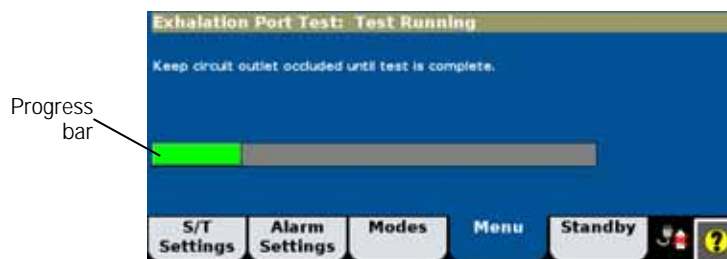 Exhalation Port Test: Test Running
Keep circuit outlet occluded until test is complete.
Progress
bar
S/T
Settings
Alarm
Settings
Modes
Menu
Standby
?